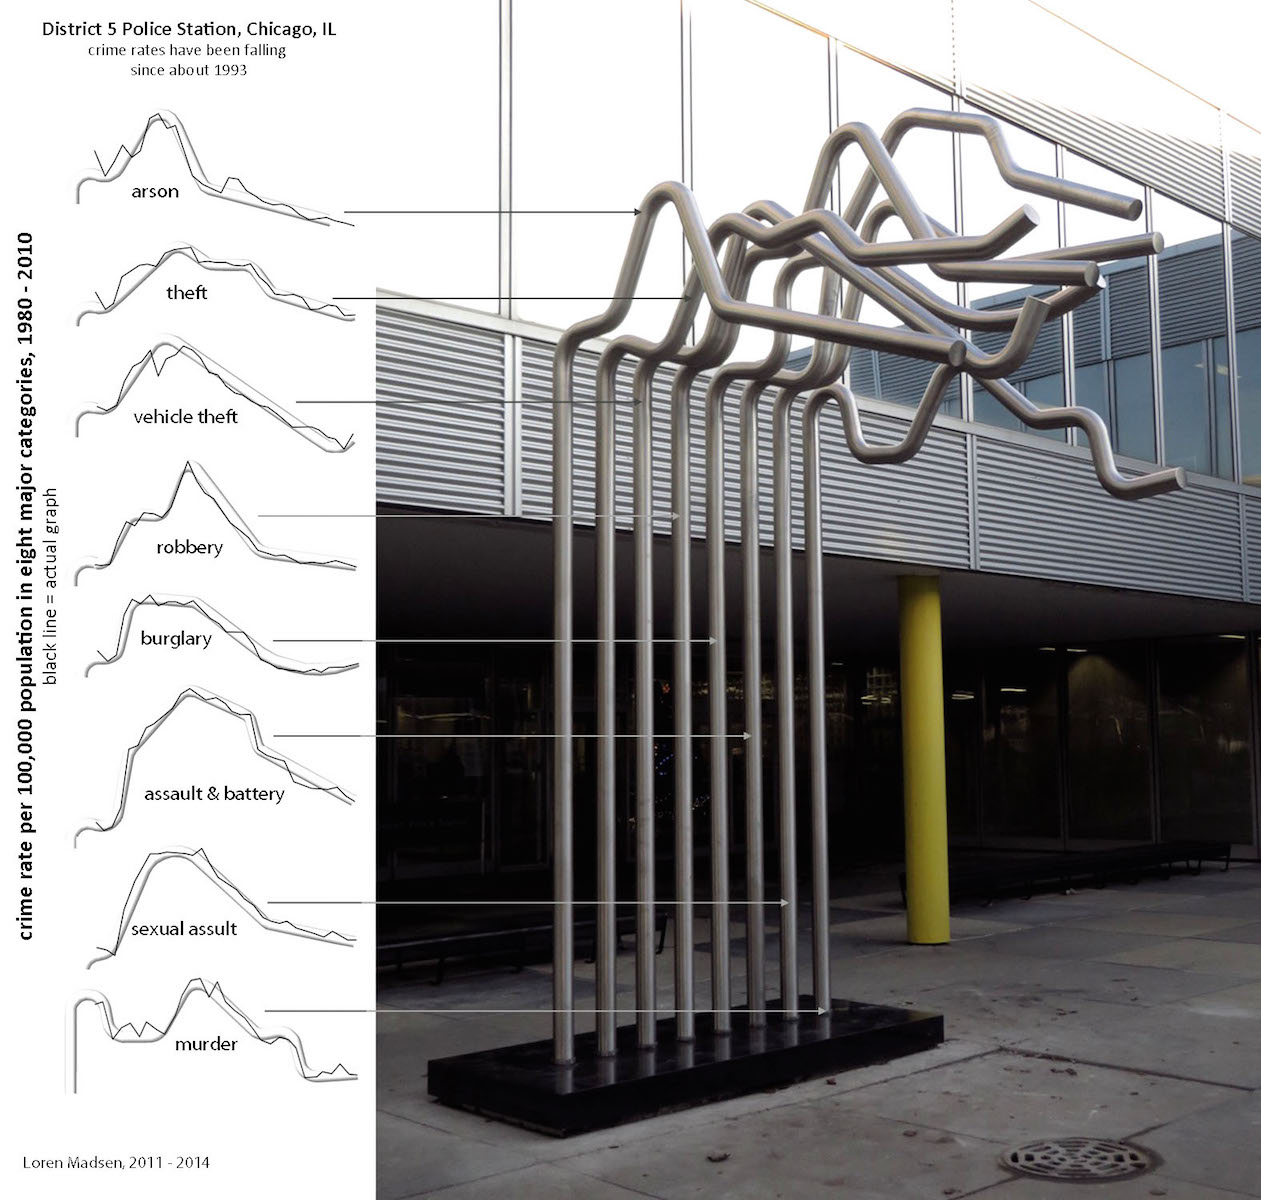 District 5 Police Station, Chicago, IL
crime rates have been falling
since about 1993
crime rate per 100,000 population in eight major categories, 1980 - 2010
black line = actual graph
arson
theft
vehicle theft
robbery
burglary
assault & battery
sexual assult
murder
Loren Madsen, 2011 - 2014